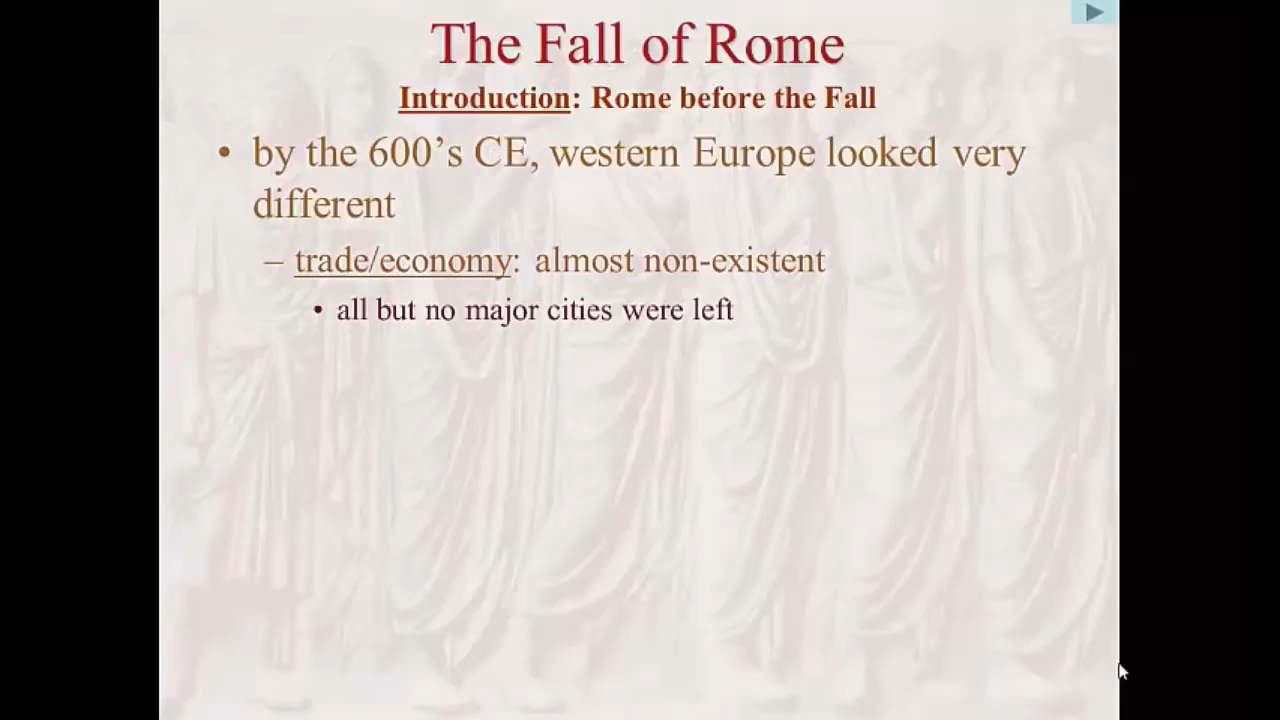 The Fall of Rome
Introduction: Rome before the Fall
• by the 600’s CE, western Europe looked very
different
– trade/economy: almost non-existent
• all but no major cities were left